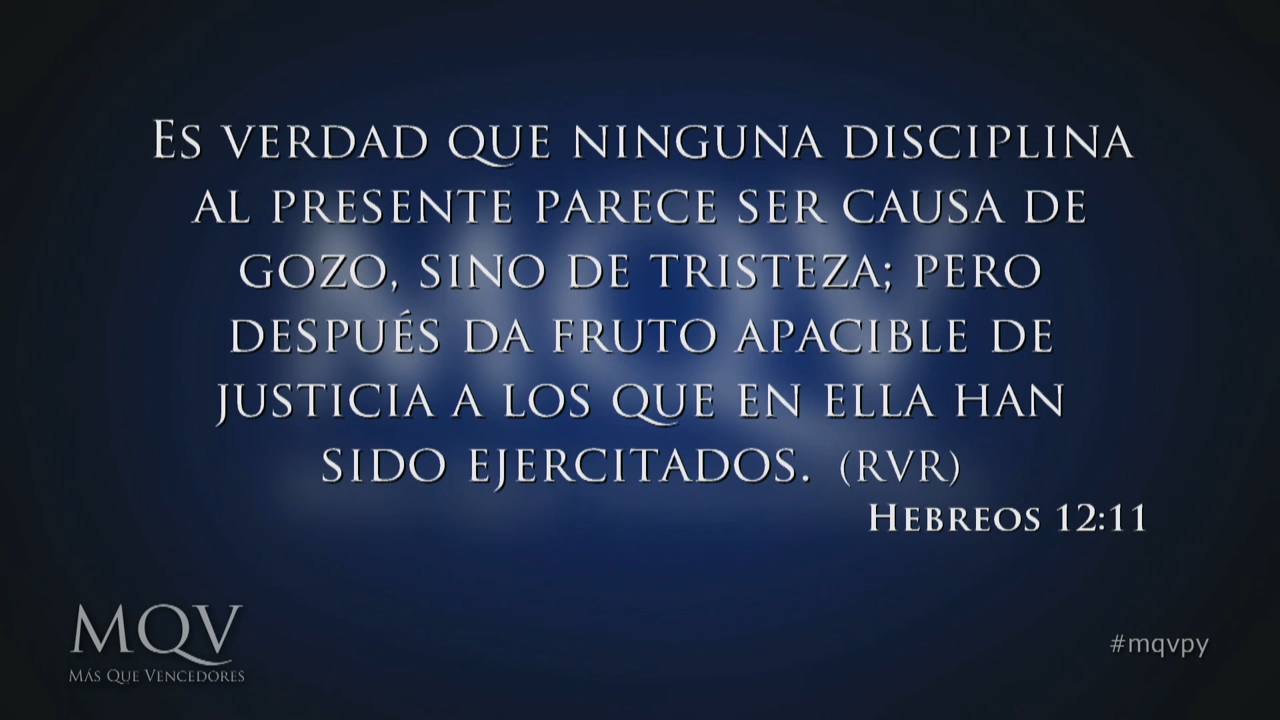 Es verdad que ninguna disciplina
al presente parece ser causa de
gozo, sino de tristeza; pero
después da fruto apacible de
justicia a los que en ella han
sido ejercitados. (RVR)
Hebreos 12:11
MQV
Más Que Vencedores
#mqvpy